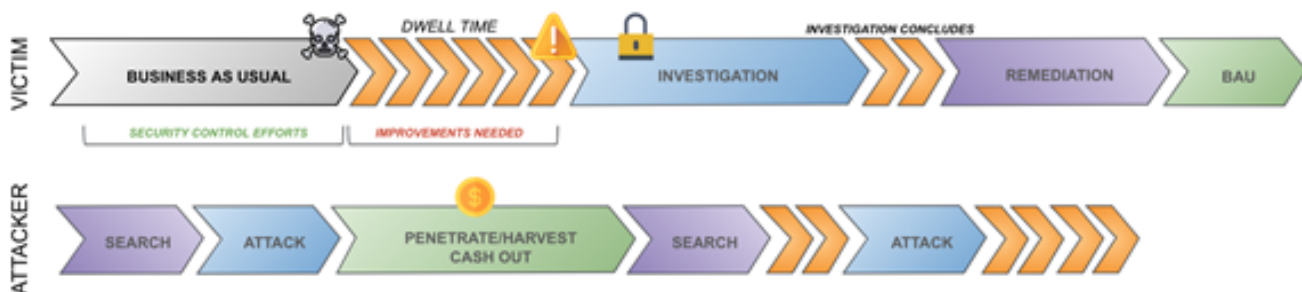 VICTIM
DWELL TIME
INVESTIGATION CONCLUDES
BUSINESS AS USUAL
INVESTIGATION
REMEDIATION
BAU
SECURITY CONTROL EFFORTS
IMPROVEMENTS NEEDED
ATTACKER
$
SEARCH
ATTACK
PENETRATE/HARVEST
CASH OUT
SEARCH
ATTACK